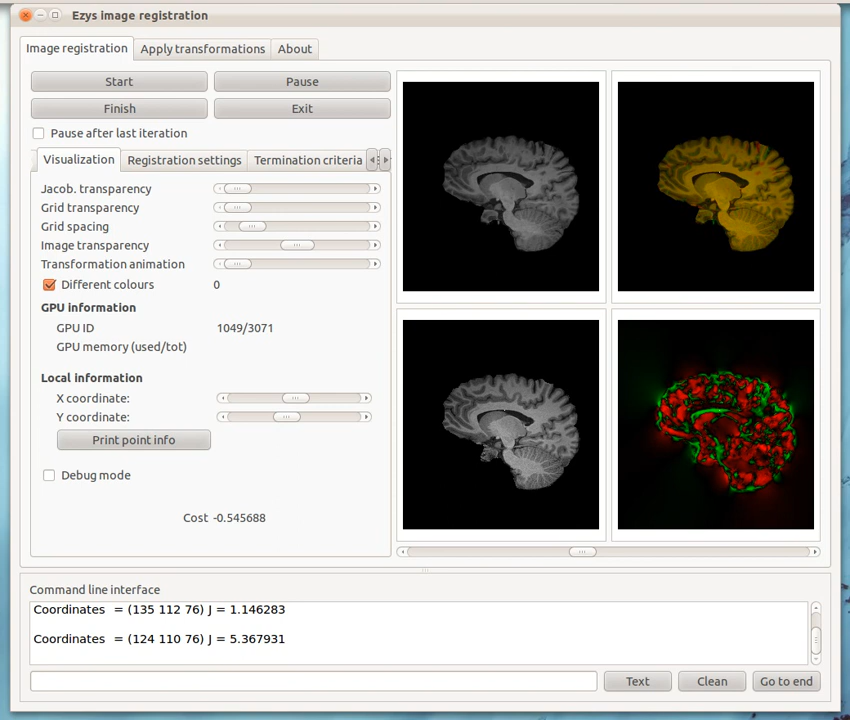 Ezys image registration
Image registration Apply transformations About
Start Pause
Finish Exit
Pause after last iteration
Visualization Registration settings Termination criteria
Jacob. transparency
Grid transparency
Grid spacing
Image transparency
Transformation animation
Different colours 0
GPU information
GPU ID 1049/3071
GPU memory (used/tot)
Local information
X coordinate:
Y coordinate:
Print point info
Debug mode
Cost -0.545688
Command line interface
Coordinates = (135 112 76) J = 1.146283
Coordinates = (124 110 76) J = 5.367931
Text Clean Go to end